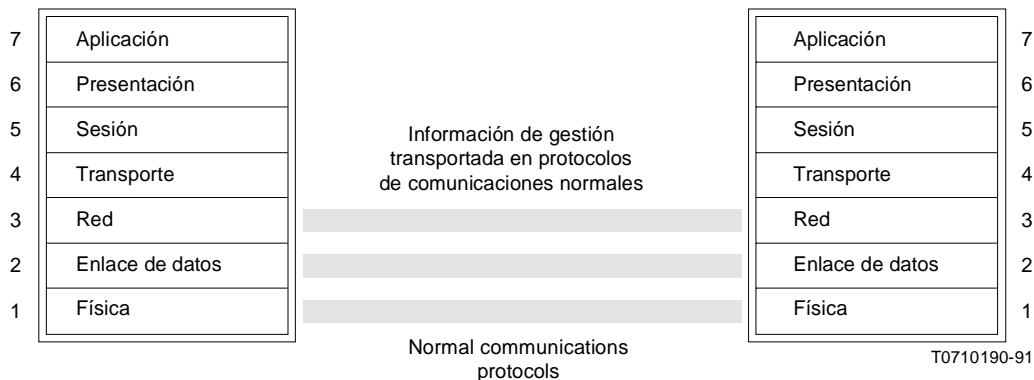 7 Aplicación
6 Presentación
5 Sesión
4 Transporte
3 Red
2 Enlace de datos
1 Física
Información de gestión
transportada en protocolos
de comunicaciones normales
Normal communications
protocols
Aplicación 7
Presentación 6
Sesión 5
Transporte 4
Red 3
Enlace de datos 2
Física 1
T0710190-91